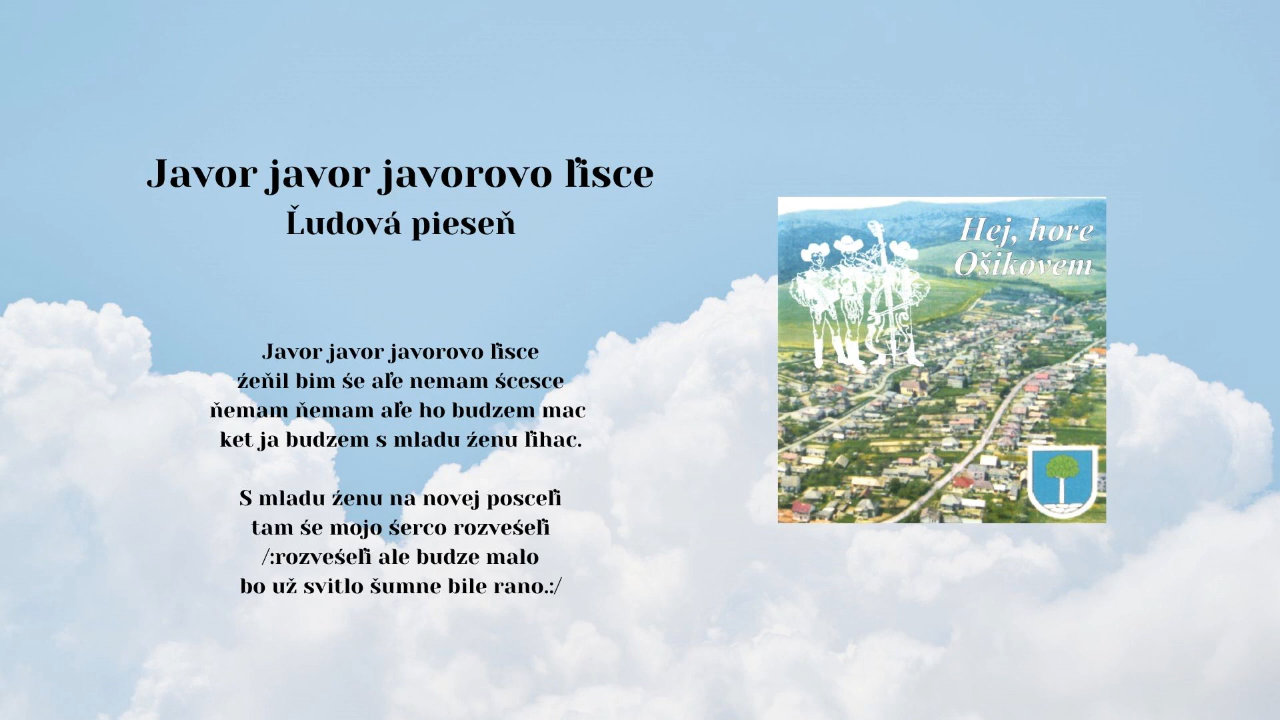 Javor javor javorovo ľisce
Ľudová pieseň
Javor javor javorovo ľisce
źeňil bim śe aľe nemam ścesce
ňemam ňemam aľe ho budzem mac
ket ja budzem s mladu źenu ľihac.
S mladu źenu na novej posceľi
tam śe mojo śerco rozveśeľi
/:rozveśeľi ale budze malo
bo už svitlo šumne bile rano.:/
Hej, hore
Ošikovem